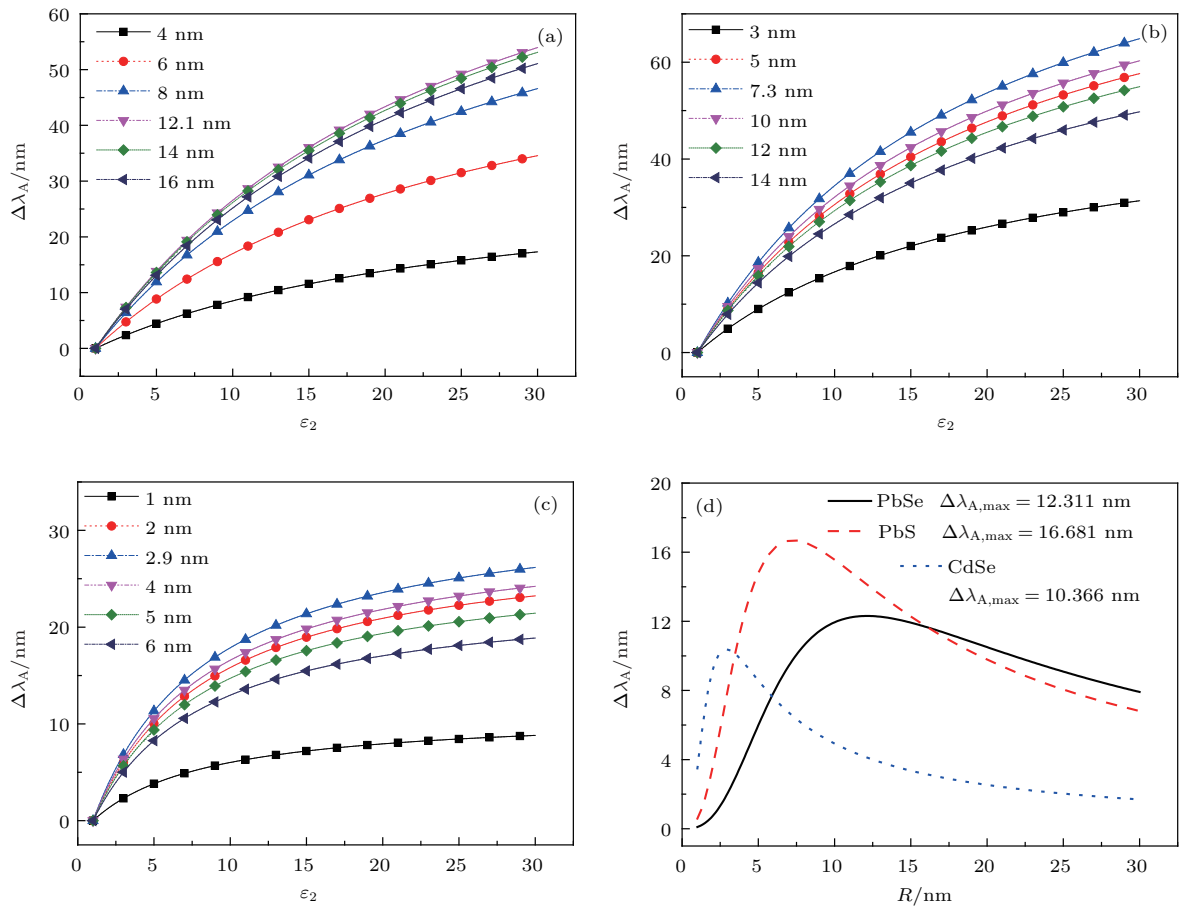 (a)
4 nm
6 nm
8 nm
12.1 nm
14 nm
16 nm
60
50
40
30
20
10
0
Δλ_A/nm
0 5 10 15 20 25 30
ε₂
(b)
3 nm
5 nm
7.3 nm
10 nm
12 nm
14 nm
60
40
20
0
Δλ_A/nm
0 5 10 15 20 25 30
ε₂
(c)
1 nm
2 nm
2.9 nm
4 nm
5 nm
6 nm
30
20
10
0
Δλ_A/nm
0 5 10 15 20 25 30
ε₂
(d)
PbSe Δλ_A,max = 12.311 nm
PbS Δλ_A,max = 16.681 nm
CdSe
Δλ_A,max = 10.366 nm
20
16
12
8
4
0
Δλ_A/nm
0 5 10 15 20 25 30
R/nm